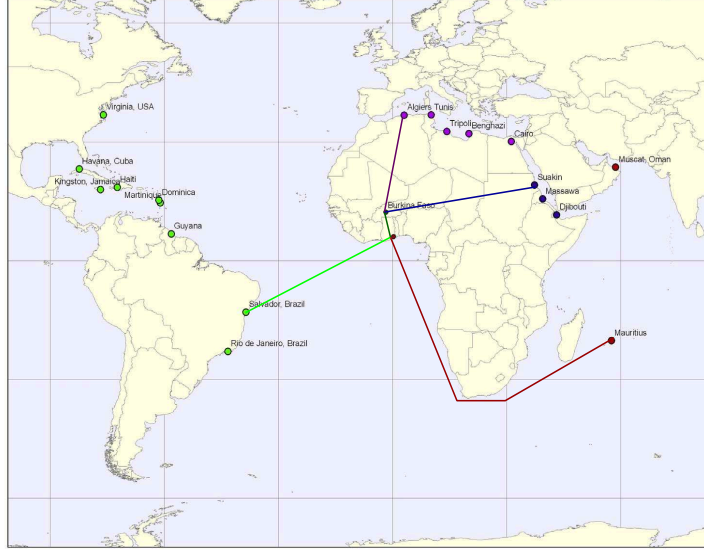 Virginia, USA
Algiers Tunis
Tripoli Benghazi
Cairo
Havana, Cuba
Muscat, Oman
Kingston, Jamaica Haiti
Suakin
Martinique Dominica
Massawa
Burkina Faso
Djibouti
Guyana
Salvador, Brazil
Mauritius
Rio de Janeiro, Brazil